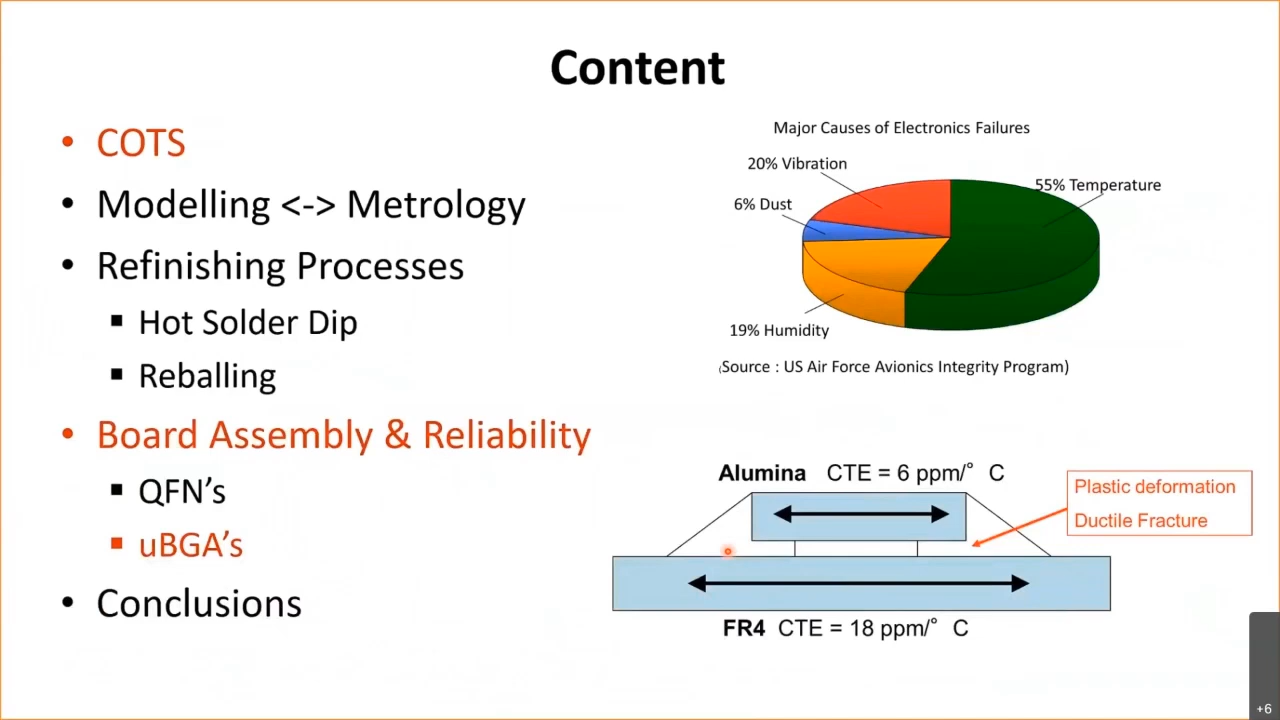 Content
COTS
Modelling <-> Metrology
Refinishing Processes
Hot Solder Dip
Reballing
Board Assembly & Reliability
QFN's
uBGA's
Conclusions
Major Causes of Electronics Failures
20% Vibration
55% Temperature
6% Dust
19% Humidity
(Source : US Air Force Avionics Integrity Program)
Alumina CTE = 6 ppm/° C
Plastic deformation
Ductile Fracture
FR4 CTE = 18 ppm/° C
+6